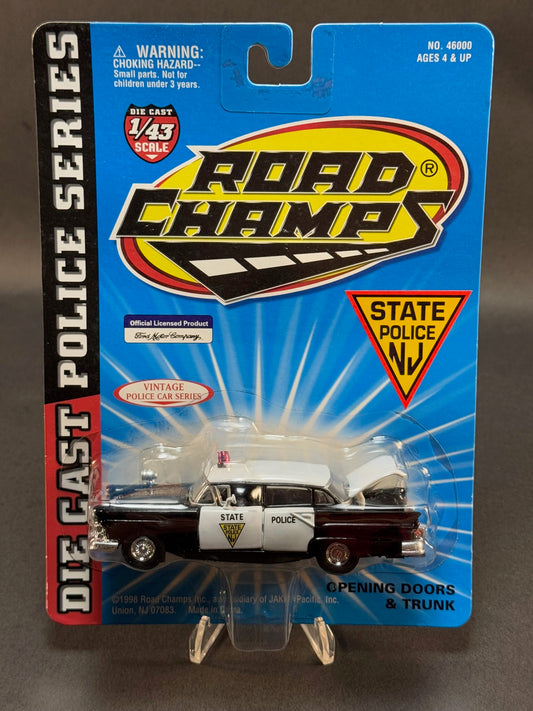 WARNING:
CHOKING HAZARD--
Small parts. Not for
children under 3 years.
NO. 46000
AGES 4 & UP
DIE CAST
1/43
SCALE
ROAD
CHAMPS®
DIE CAST POLICE SERIES
STATE
POLICE
NJ
Official Licensed Product
Ford Motor Company
VINTAGE
POLICE CAR SERIES
STATE POLICE
STATE
POLICE
NJ
OPENING DOORS
& TRUNK
©1998 Road Champs Inc., a subsidiary of JAKKS Pacific, Inc.
Union, NJ 07083. Made in China.